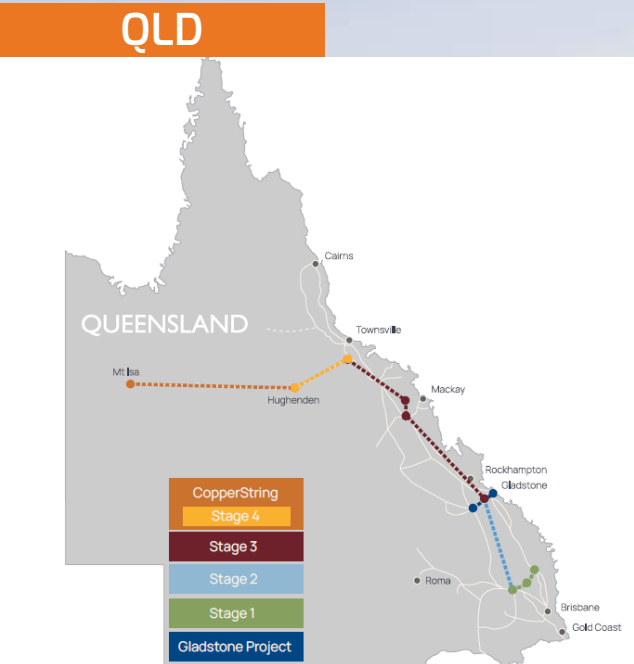 QLD
Cairns
QUEENSLAND
Townsville
Mt Isa
Hughenden
Mackay
Rockhampton
Gladstone
CopperString
Stage 4
Stage 3
Stage 2
Stage 1
Gladstone Project
Roma
Brisbane
Gold Coast